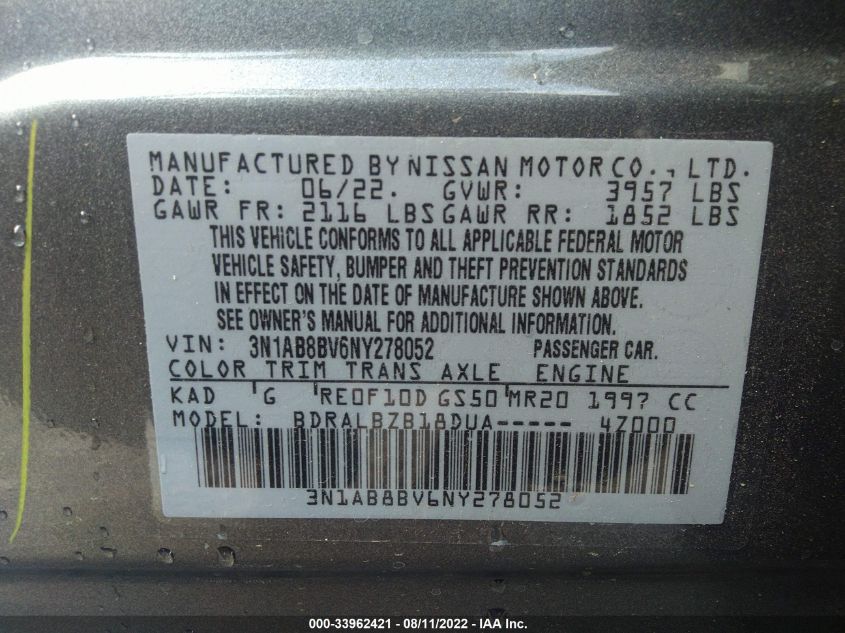 MANUFACTURED BY NISSAN MOTOR CO., LTD.
DATE: 06/22. GVWR: 3957 LBS
GAWR FR: 2116 LBS GAWR RR: 1852 LBS
THIS VEHICLE CONFORMS TO ALL APPLICABLE FEDERAL MOTOR
VEHICLE SAFETY, BUMPER AND THEFT PREVENTION STANDARDS
IN EFFECT ON THE DATE OF MANUFACTURE SHOWN ABOVE.
SEE OWNER'S MANUAL FOR ADDITIONAL INFORMATION.
VIN: 3N1AB8BV6NY278052 PASSENGER CAR.
COLOR TRIM TRANS AXLE ENGINE
KAD G RE0F10D GS50 MR20 1997 CC
MODEL: BDRALBZB18DUA----- 4Z000
3N1AB8BV6NY278052
000-33962421 - 08/11/2022 - IAA Inc.